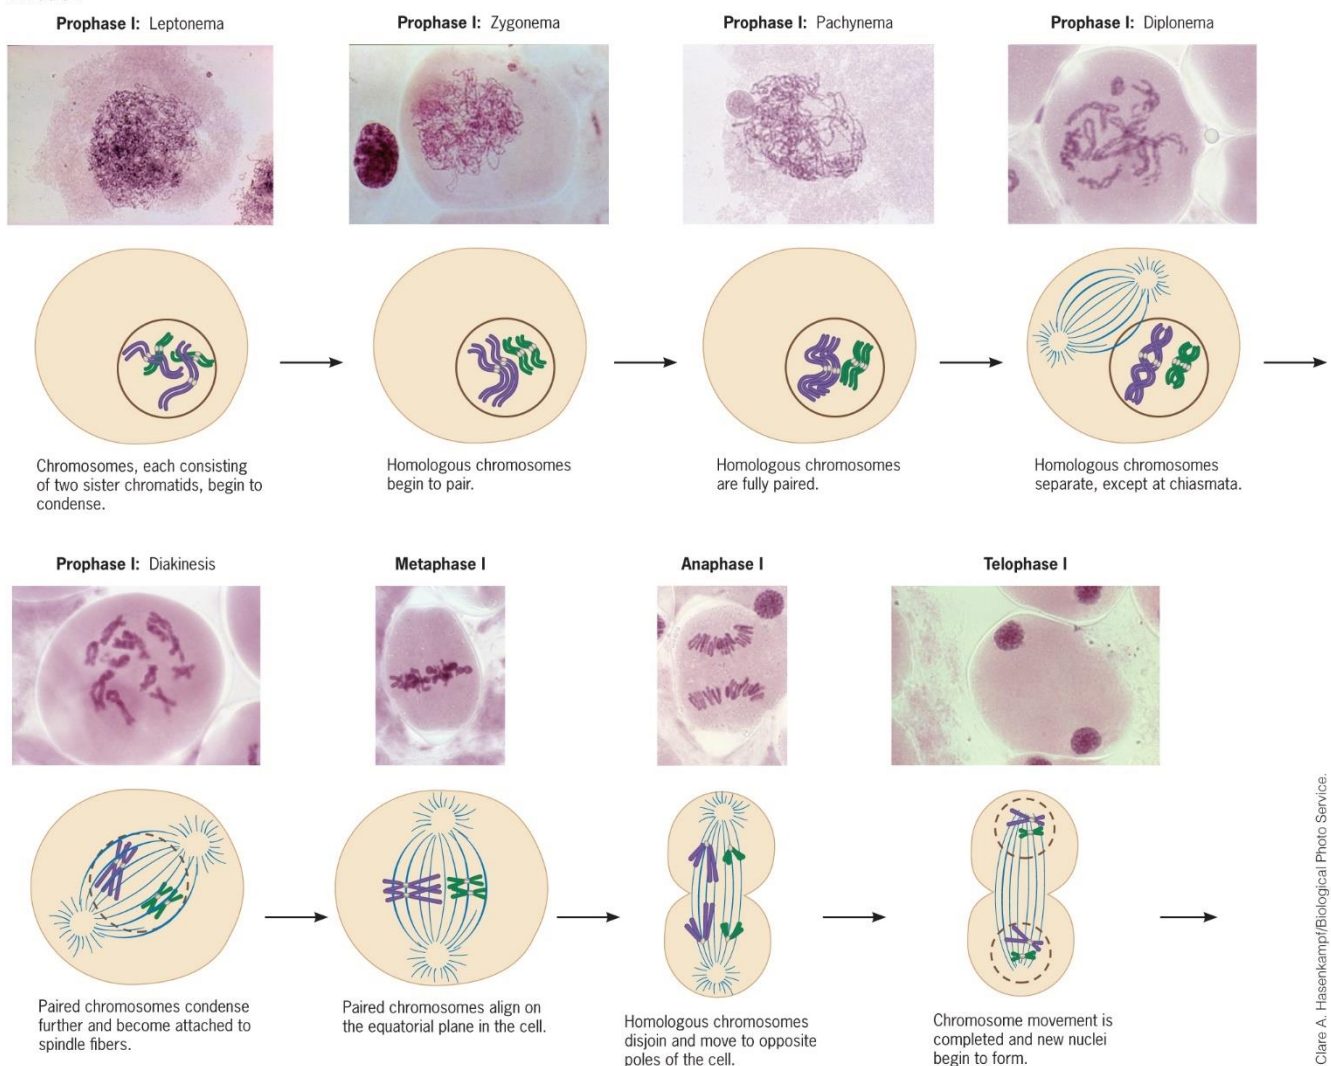 Prophase I: Leptonema
Prophase I: Zygonema
Prophase I: Pachynema
Prophase I: Diplonema
Chromosomes, each consisting
of two sister chromatids, begin to
condense.
Homologous chromosomes
begin to pair.
Homologous chromosomes
are fully paired.
Homologous chromosomes
separate, except at chiasmata.
Prophase I: Diakinesis
Metaphase I
Anaphase I
Telophase I
Paired chromosomes condense
further and become attached to
spindle fibers.
Paired chromosomes align on
the equatorial plane in the cell.
Homologous chromosomes
disjoin and move to opposite
poles of the cell.
Chromosome movement is
completed and new nuclei
begin to form.
Clare A. Hasenkampf/Biological Photo Service.